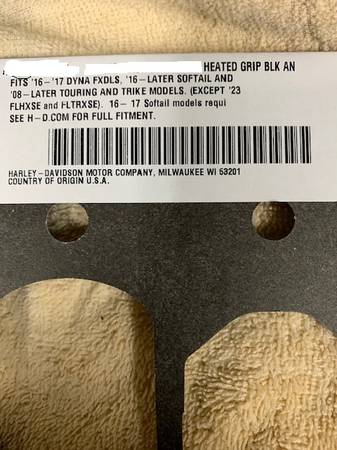 HEATED GRIP BLK AN
FITS '16–'17 DYNA FXDLS, '16–LATER SOFTAIL AND
'08–LATER TOURING AND TRIKE MODELS. (EXCEPT '23
FLHXSE and FLTRXSE). 16– 17 Softail models requi
SEE H–D.COM FOR FULL FITMENT.
HARLEY–DAVIDSON MOTOR COMPANY, MILWAUKEE WI 53201
COUNTRY OF ORIGIN U.S.A.